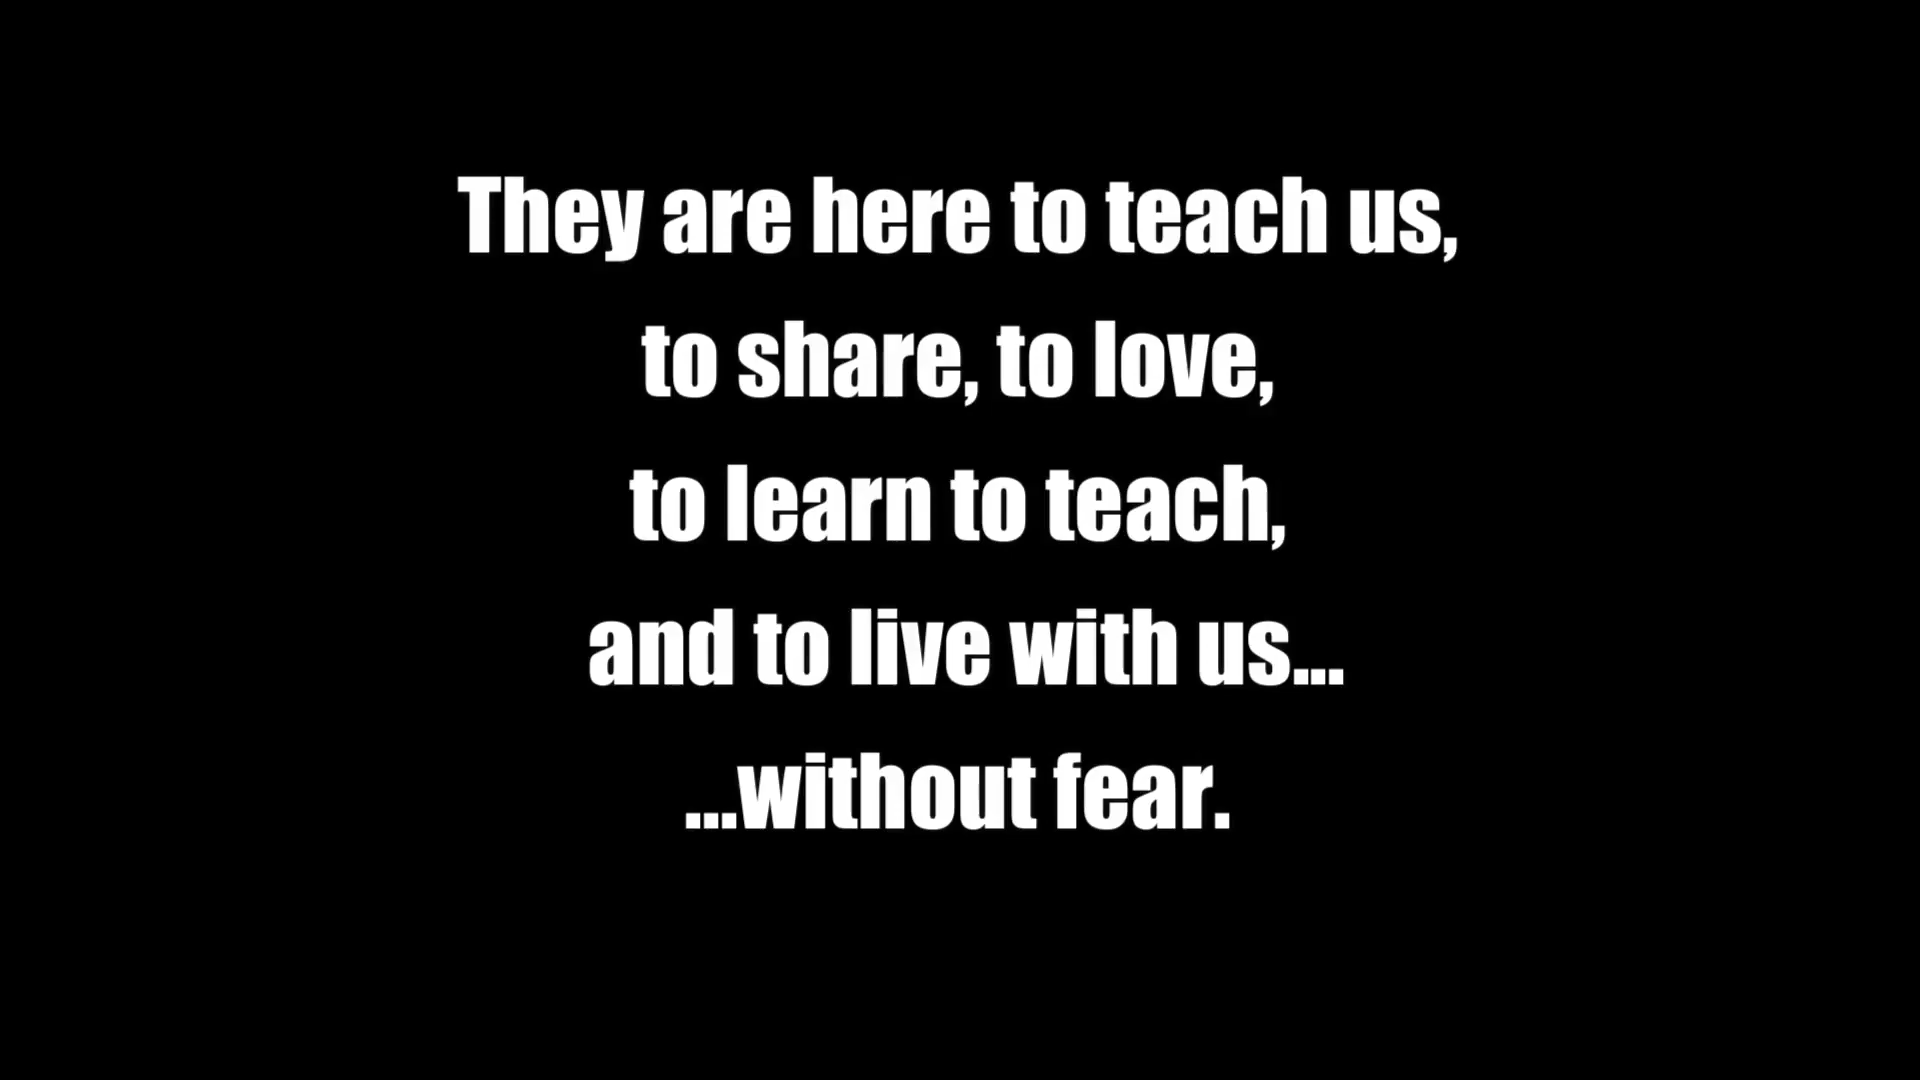 They are here to teach us,
to share, to love,
to learn to teach,
and to live with us...
...without fear.